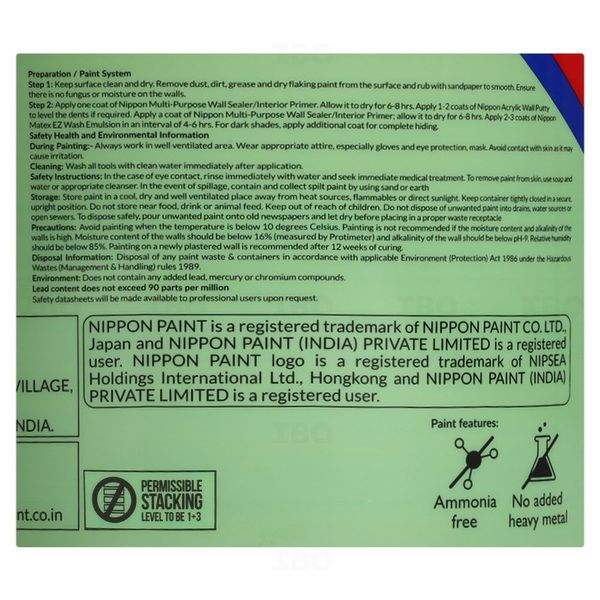 Preparation / Paint System
Step 1: Keep surface clean and dry. Remove dust, dirt, grease and dry flaking paint from the surface and rub with sandpaper to smooth. Ensure
there is no fungus or moisture on the walls.
Step 2: Apply one coat of Nippon Multi-Purpose Wall Sealer/Interior Primer. Allow it to dry for 6-8 hrs. Apply 1-2 coats of Nippon Acrylic Wall Putty
to level the dents if required. Apply a coat of Nippon Multi-Purpose Wall Sealer/Interior Primer; allow it to dry for 6-8 hrs. Apply 2-3 coats of Nippon
Matex EZ Wash Emulsion in an interval of 4-6 hrs. For dark shades, apply additional coat for complete hiding.
Safety Health and Environmental Information
During Painting:- Always work in well ventilated area. Wear appropriate attire, especially gloves and eye protection, mask. Avoid contact with skin as it may
cause irritation.
Cleaning: Wash all tools with clean water immediately after application.
Safety Instructions: In the case of eye contact, rinse immediately with water and seek immediate medical treatment. To remove paint from skin, use soap and
water or appropriate cleanser. In the event of spillage, contain and collect spilt paint by using sand or earth
Storage: Store paint in a cool, dry and well ventilated place away from heat sources, flammables or direct sunlight. Keep container tightly closed in a secure,
upright position. Do not store near food, drink or animal feed. Keep out of reach of children. Do not dispose of unwanted paint into drains, water sources or
open sewers. To dispose safely, pour unwanted paint onto old newspapers and let dry before placing in a proper waste receptacle
Precautions: Avoid painting when the temperature is below 10 degrees Celsius. Painting is not recommended if the moisture content and alkalinity of the
walls is high. Moisture content of the walls should be below 16% (measured by Protimeter) and alkalinity of the wall should be below pH-9. Relative humidity
should be below 85%. Painting on a newly plastered wall is recommended after 12 weeks of curing.
Disposal Information: Disposal of any paint waste & containers in accordance with applicable Environment (Protection) Act 1986 under the Hazardous
Wastes (Management & Handling) rules 1989.
Environment: Does not contain any added lead, mercury or chromium compounds.
Lead content does not exceed 90 parts per million
Safety datasheets will be made available to professional users upon request.
NIPPON PAINT is a registered trademark of NIPPON PAINT CO. LTD.,
Japan and NIPPON PAINT (INDIA) PRIVATE LIMITED is a registered
user. NIPPON PAINT logo is a registered trademark of NIPSEA
Holdings International Ltd., Hongkong and NIPPON PAINT (INDIA)
PRIVATE LIMITED is a registered user.
VILLAGE,
NDIA.
nt.co.in
PERMISSIBLE
STACKING
LEVEL TO BE 1+3
Paint features:
Ammonia
free
No added
heavy metal
IBO